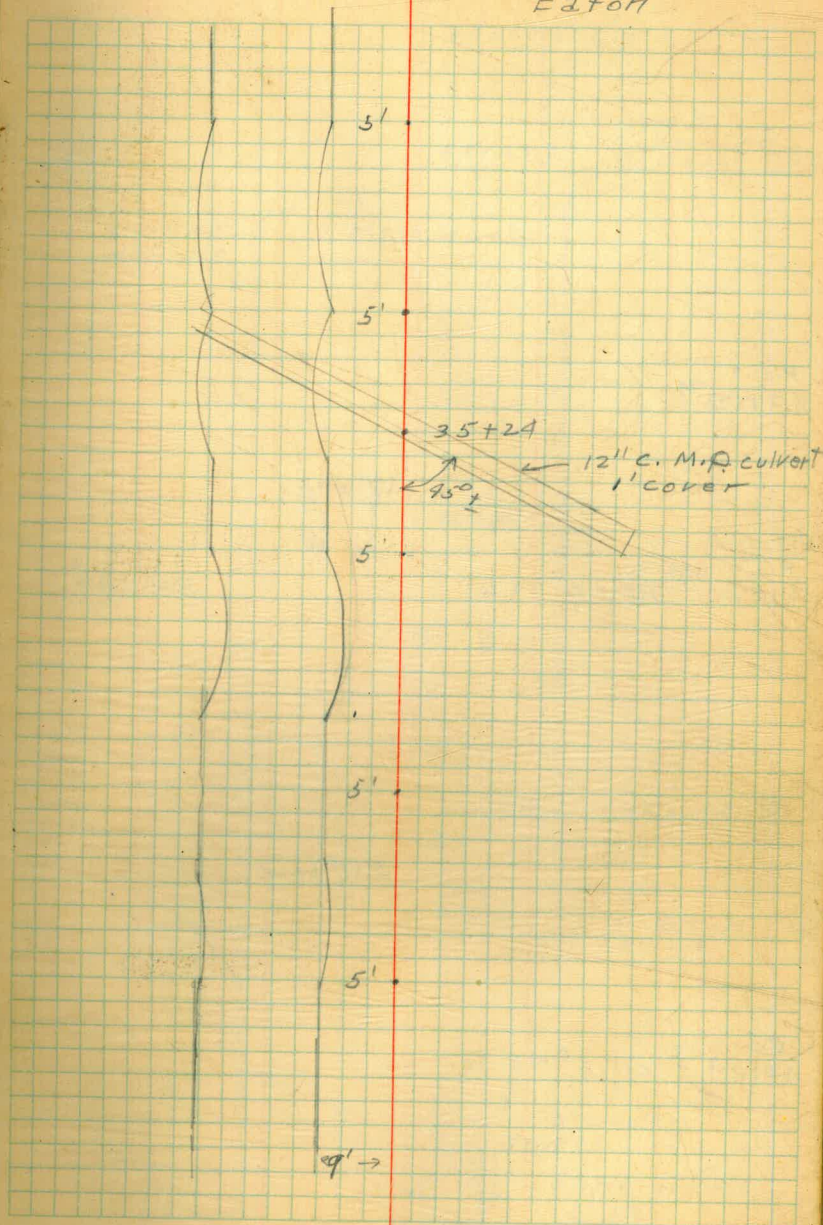 Eaton
5'
5'
35+24
12" C. M. P. culvert
1' cover
45° ±
5'
5'
5'
9' →